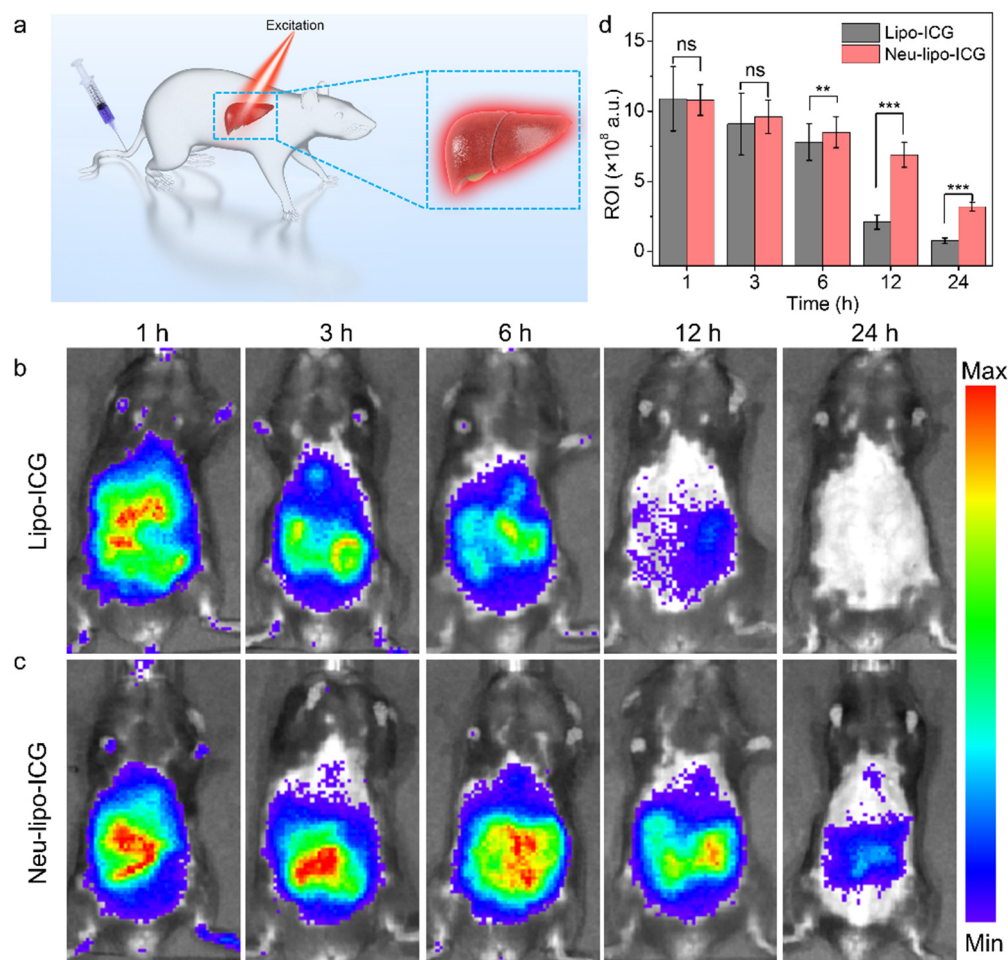 a
Excitation
d
Lipo-ICG
Neu-lipo-ICG
ns
ns
**
***
***
15
10
5
0
ROI (×10⁸ a.u.)
1 3 6 12 24
Time (h)
1 h 3 h 6 h 12 h 24 h
b
Lipo-ICG
Max
c
Neu-lipo-ICG
Min